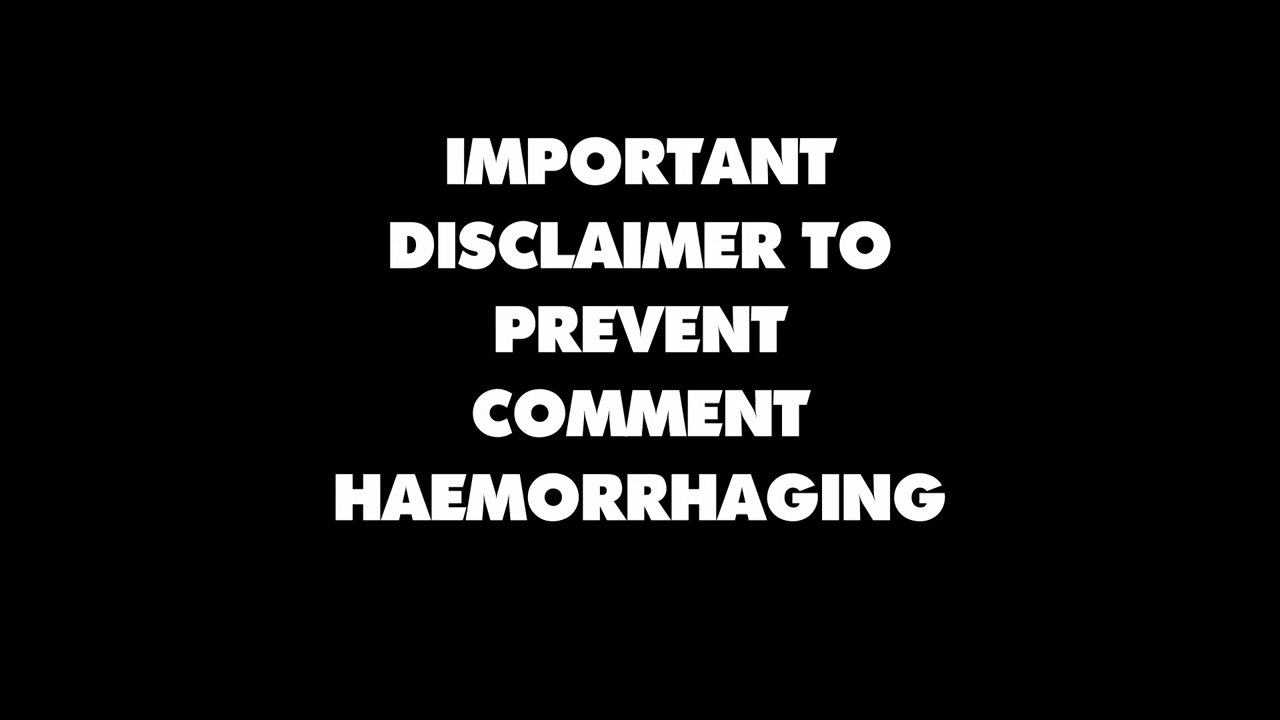 IMPORTANT
DISCLAIMER TO
PREVENT
COMMENT
HAEMORRHAGING